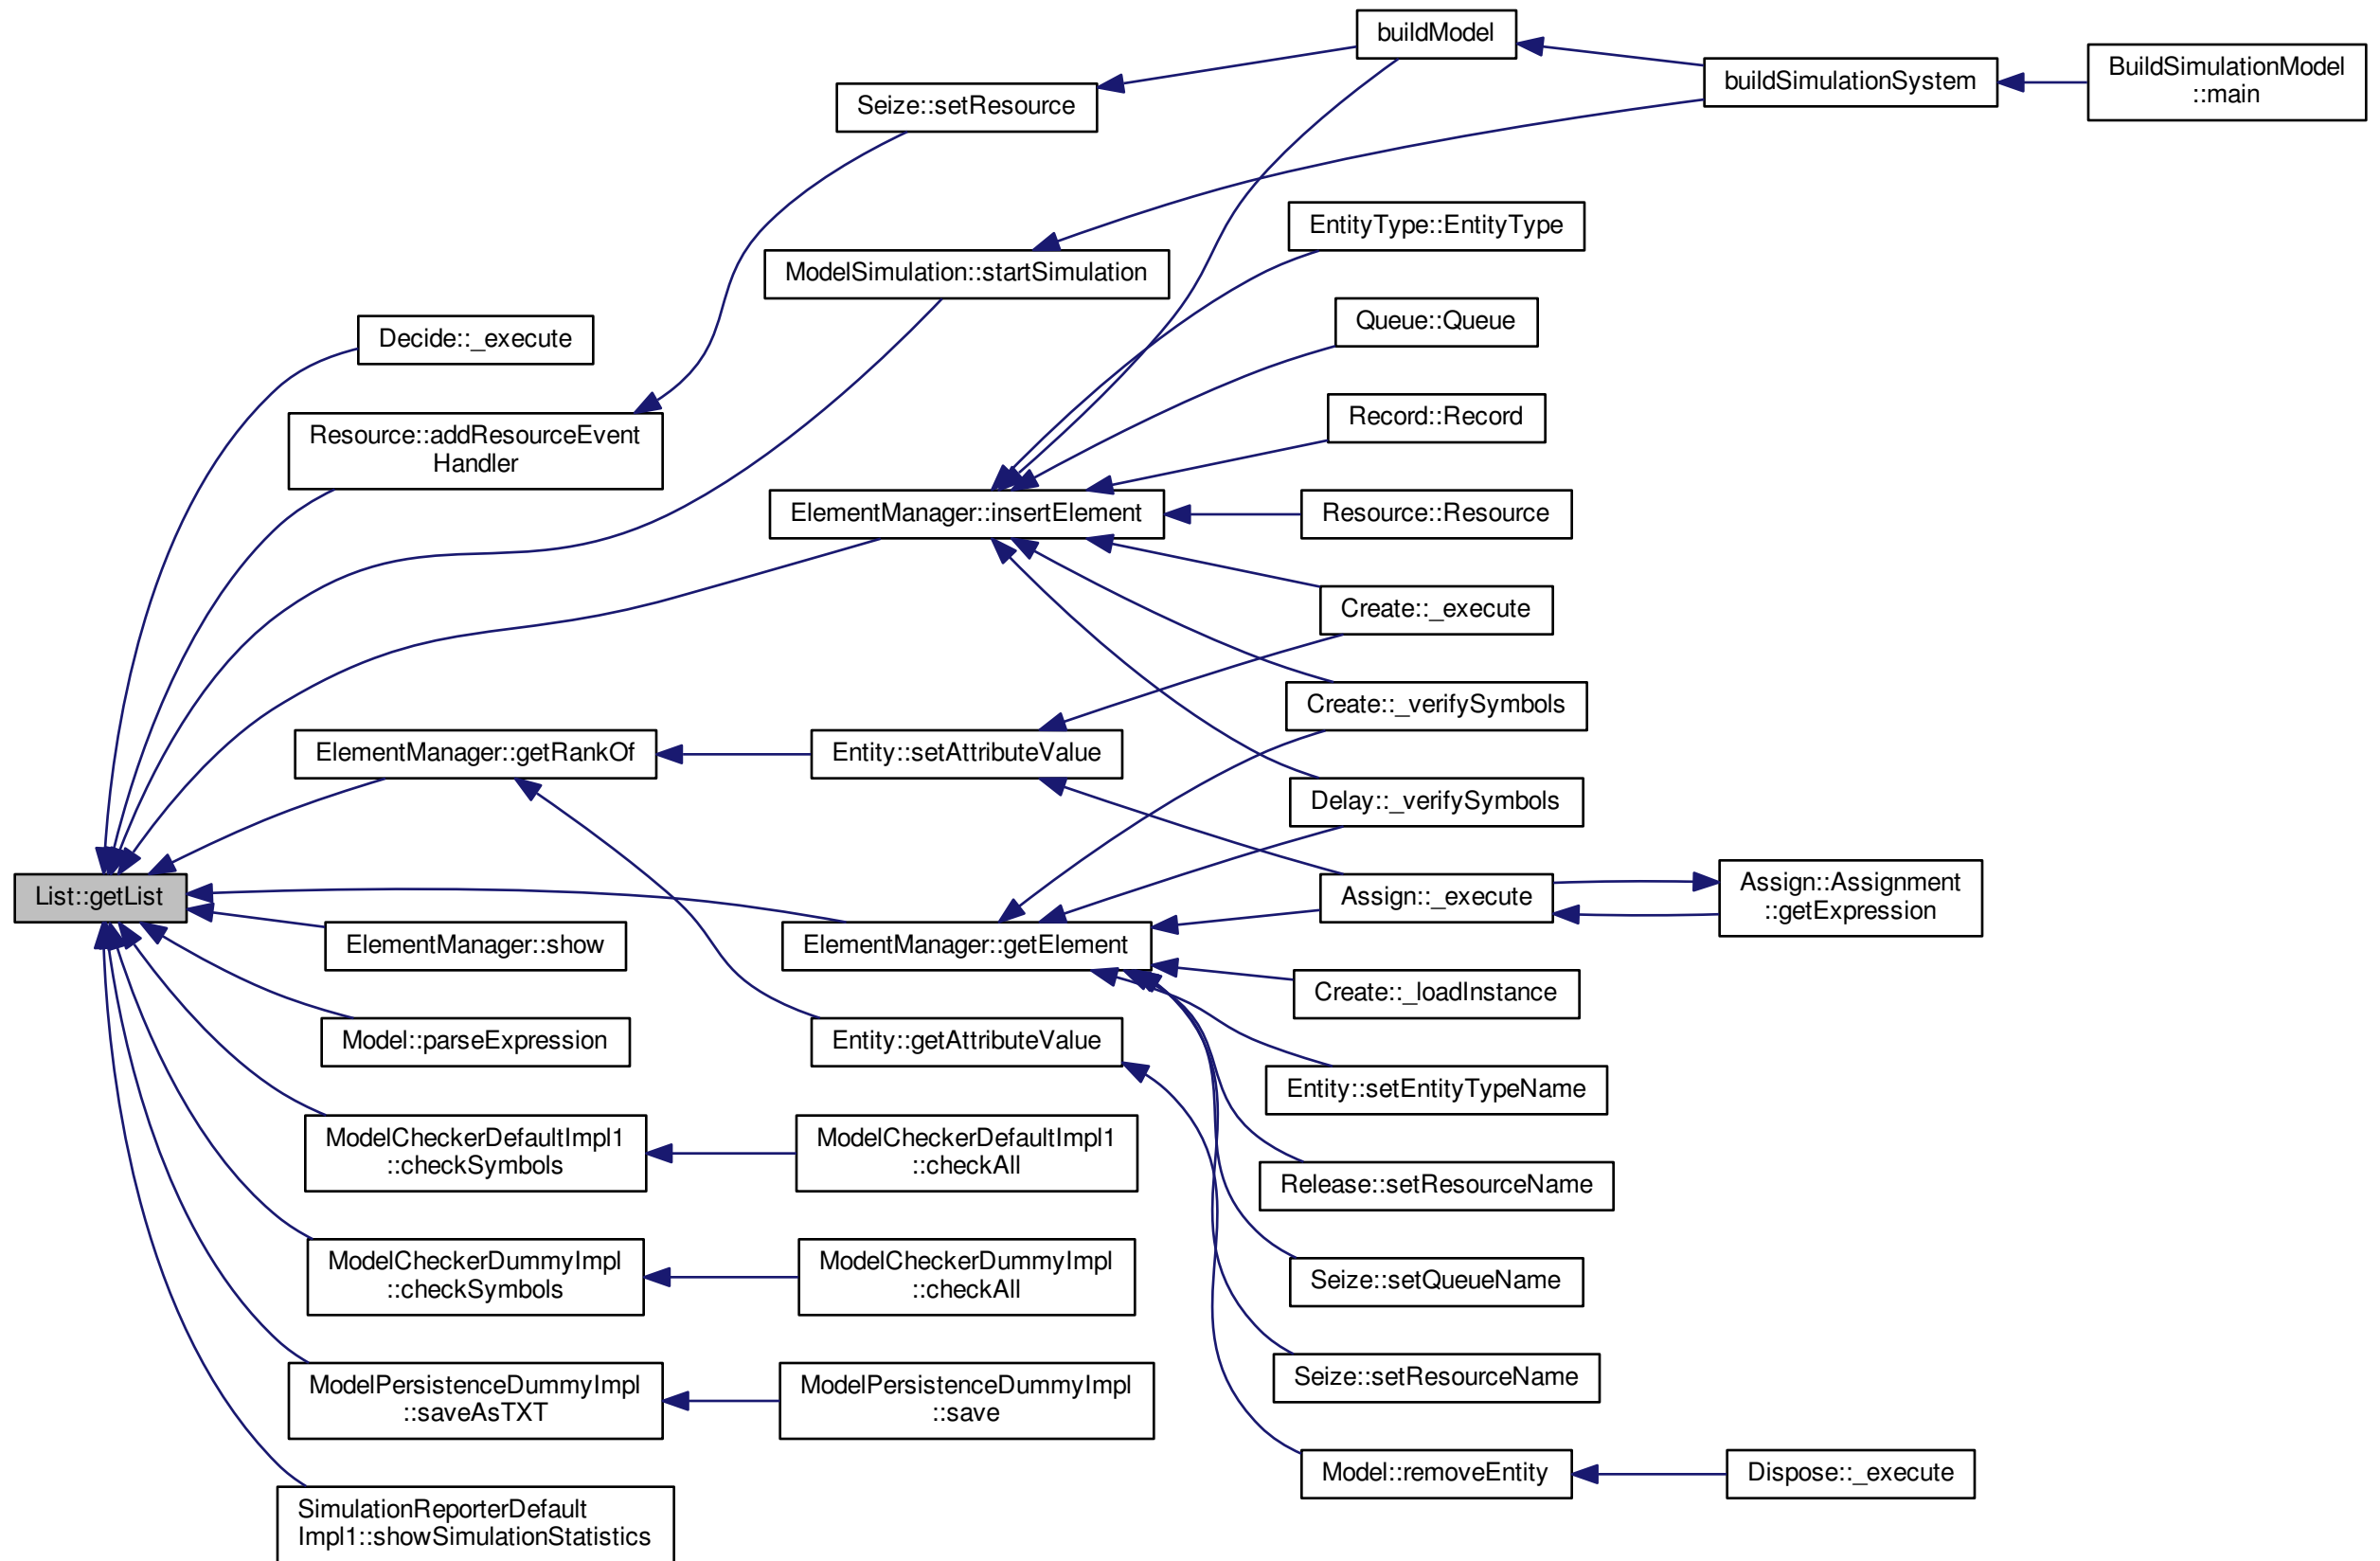 buildModel
BuildSimulationModel
::main
buildSimulationSystem
Seize::setResource
EntityType::EntityType
ModelSimulation::startSimulation
Queue::Queue
Decide::_execute
Record::Record
Resource::addResourceEvent
Handler
ElementManager::insertElement
Resource::Resource
Create::_execute
Create::_verifySymbols
ElementManager::getRankOf
Entity::setAttributeValue
Delay::_verifySymbols
List::getList
Assign::_execute
Assign::Assignment
::getExpression
ElementManager::show
ElementManager::getElement
Create::_loadInstance
Model::parseExpression
Entity::getAttributeValue
Entity::setEntityTypeName
ModelCheckerDefaultImpl1
::checkSymbols
ModelCheckerDefaultImpl1
::checkAll
Release::setResourceName
ModelCheckerDummyImpl
::checkSymbols
ModelCheckerDummyImpl
::checkAll
Seize::setQueueName
Seize::setResourceName
ModelPersistenceDummyImpl
::saveAsTXT
ModelPersistenceDummyImpl
::save
Model::removeEntity
Dispose::_execute
SimulationReporterDefault
Impl1::showSimulationStatistics